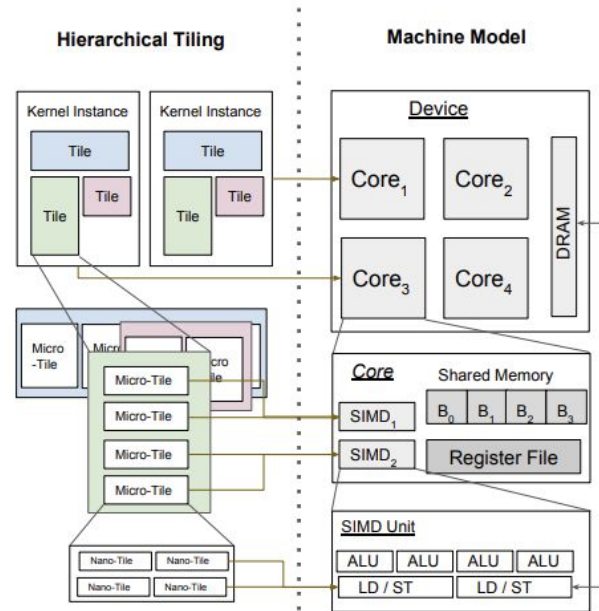 Hierarchical Tiling
Machine Model
Kernel Instance
Tile
Tile
Tile
Kernel Instance
Tile
Tile
Tile
Device
Core1
Core2
Core3
Core4
DRAM
Micro
-Tile
Micro-Tile
Micro-Tile
Micro-Tile
Micro-Tile
Core
Shared Memory
SIMD1
SIMD2
B0
B1
B2
B3
Register File
Nano-Tile
Nano-Tile
Nano-Tile
Nano-Tile
SIMD Unit
ALU
ALU
ALU
ALU
LD / ST
LD / ST